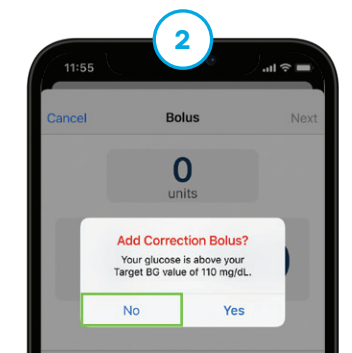 2
11:55
Cancel Bolus Next
0
units
Add Correction Bolus?
Your glucose is above your
Target BG value of 110 mg/dL.
No Yes